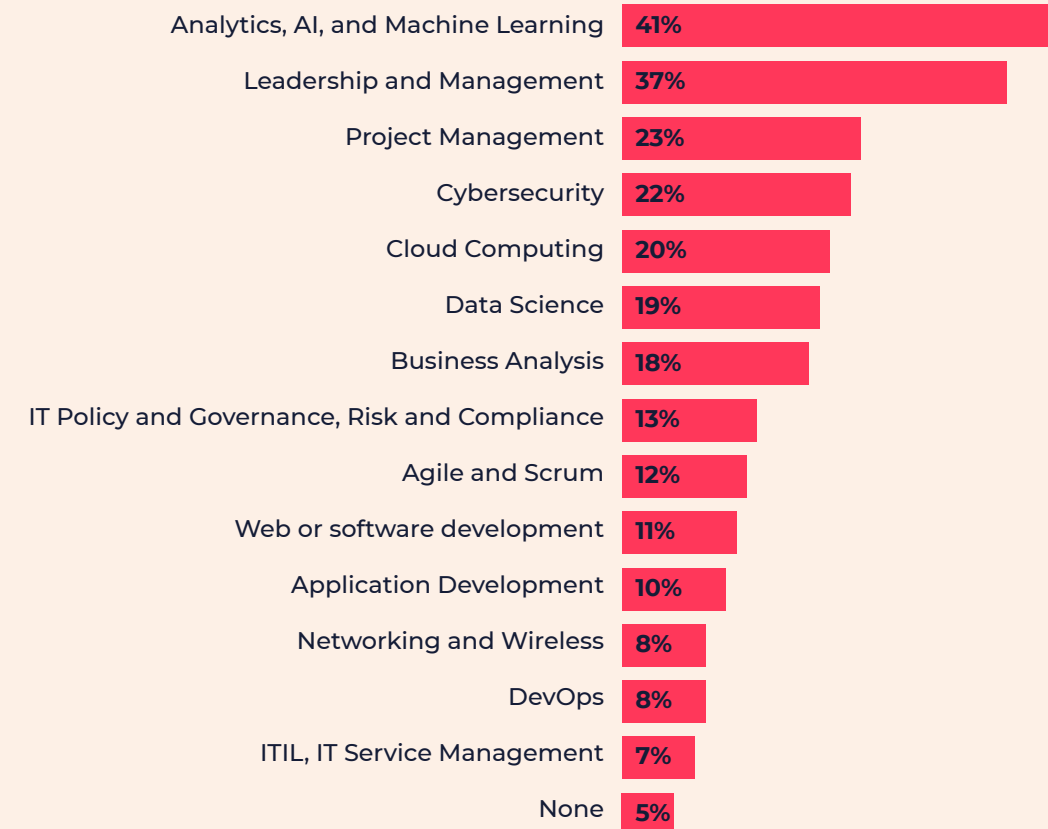 Analytics, AI, and Machine Learning 41%
Leadership and Management 37%
Project Management 23%
Cybersecurity 22%
Cloud Computing 20%
Data Science 19%
Business Analysis 18%
IT Policy and Governance, Risk and Compliance 13%
Agile and Scrum 12%
Web or software development 11%
Application Development 10%
Networking and Wireless 8%
DevOps 8%
ITIL, IT Service Management 7%
None 5%